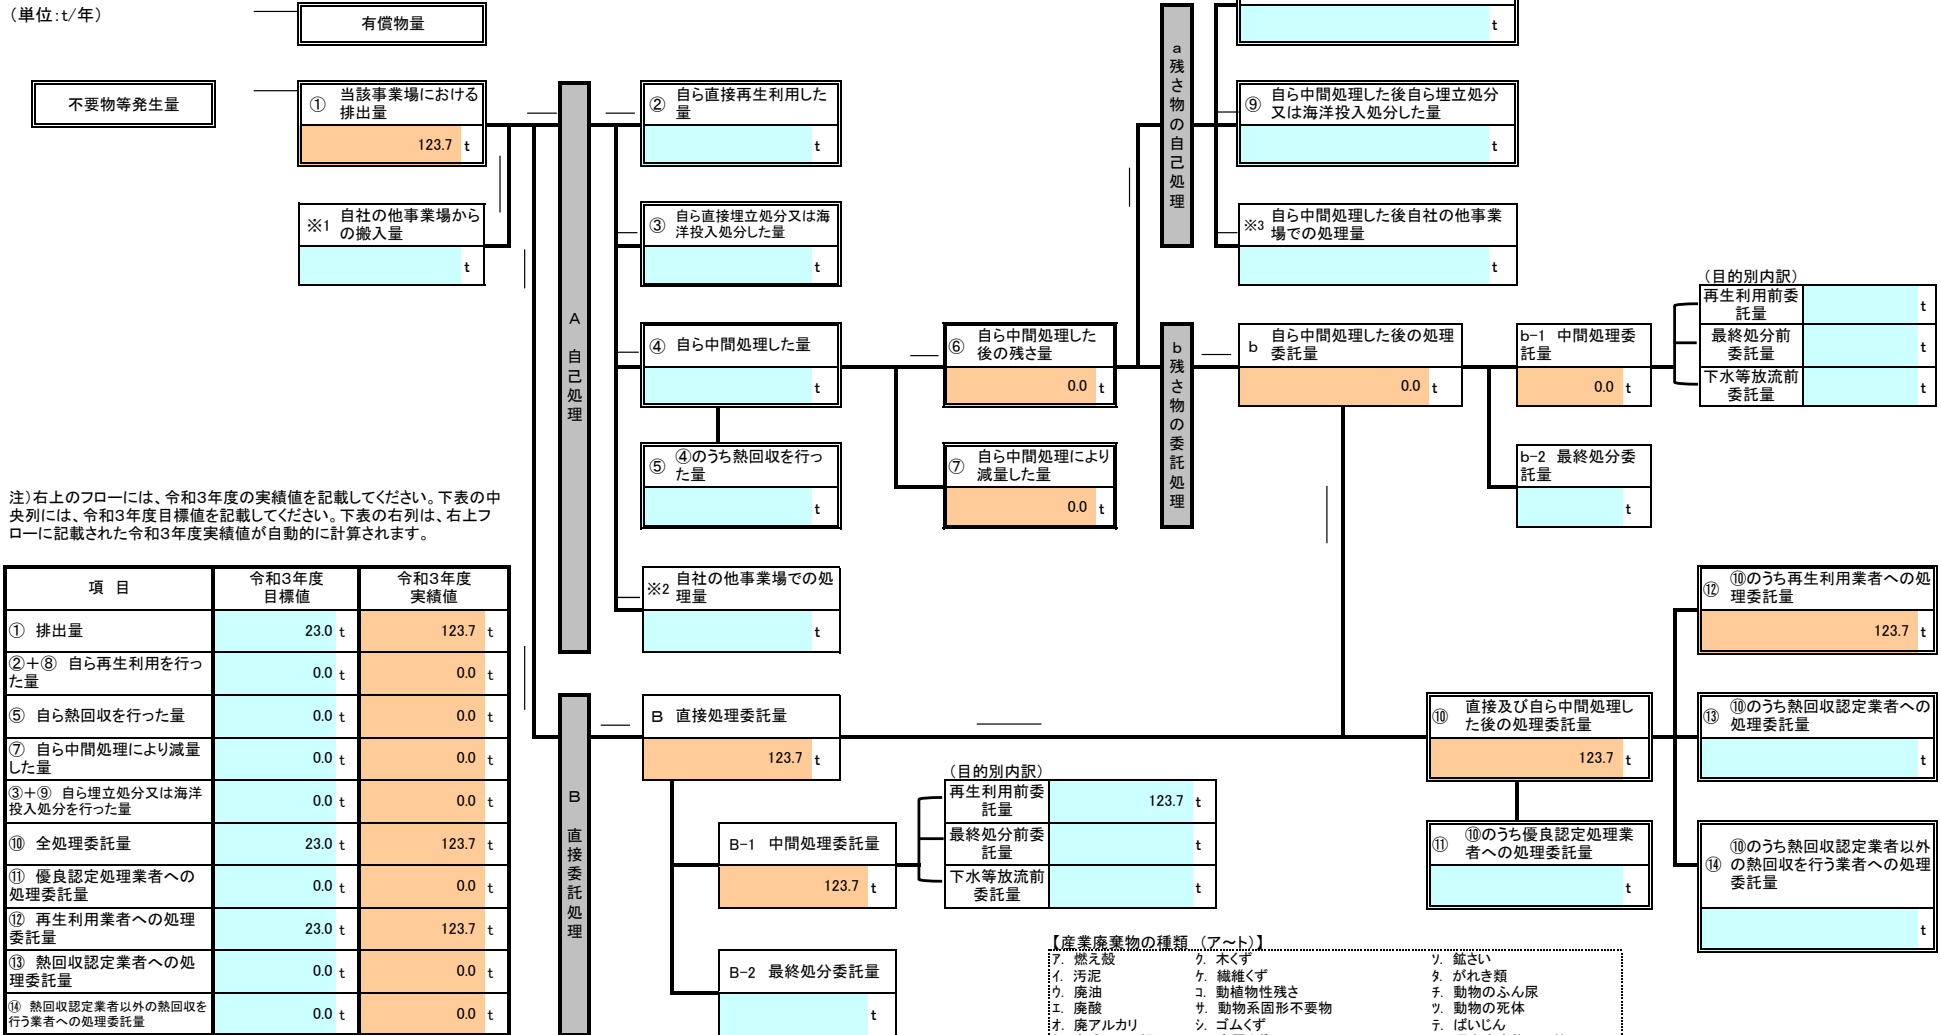 (単位:t/年)
有償物量
不要物等発生量
① 当該事業場における
排出量
123.7 t
※1 自社の他事業場から
の搬入量
t
A 自己処理
② 自ら直接再生利用した
量
t
③ 自ら直接埋立処分又は海
洋投入処分した量
t
④ 自ら中間処理した量
t
⑤ ④のうち熱回収を行っ
た量
t
※2 自社の他事業場での処
理量
t
⑥ 自ら中間処理した
後の残さ量
0.0 t
⑦ 自ら中間処理により
減量した量
0.0 t
a 残さ物の自己処理
t
⑨ 自ら中間処理した後自ら埋立処分
又は海洋投入処分した量
t
※3 自ら中間処理した後自社の他事業
場での処理量
t
b 残さ物の委託処理
b 自ら中間処理した後の処理
委託量
0.0 t
b-1 中間処理委
託量
0.0 t
b-2 最終処分委
託量
t
(目的別内訳)
再生利用前委
託量
t
最終処分前
委託量
t
下水等放流前
委託量
t
注)右上のフローには、令和3年度の実績値を記載してください。下表の中
央列には、令和3年度目標値を記載してください。下表の右列は、右上フ
ローに記載された令和3年度実績値が自動的に計算されます。
項 目 令和3年度
目標値 令和3年度
実績値
① 排出量 23.0 t 123.7 t
②+⑧ 自ら再生利用を行っ
た量 0.0 t 0.0 t
⑤ 自ら熱回収を行った量 0.0 t 0.0 t
⑦ 自ら中間処理により減量
した量 0.0 t 0.0 t
③+⑨ 自ら埋立処分又は海洋
投入処分を行った量 0.0 t 0.0 t
⑩ 全処理委託量 23.0 t 123.7 t
⑪ 優良認定処理業者への
処理委託量 0.0 t 0.0 t
⑫ 再生利用業者への処理
委託量 23.0 t 123.7 t
⑬ 熱回収認定業者への処
理委託量 0.0 t 0.0 t
⑭ 熱回収認定業者以外の熱回収を
行う業者への処理委託量 0.0 t 0.0 t
B 直接委託処理
B 直接処理委託量
123.7 t
B-1 中間処理委託量
123.7 t
B-2 最終処分委託量
t
(目的別内訳)
再生利用前委
託量
123.7 t
最終処分前委
託量
t
下水等放流前
委託量
t
⑩ 直接及び自ら中間処理し
た後の処理委託量
123.7 t
⑪ ⑩のうち優良認定処理業
者への処理委託量
t
⑫ ⑩のうち再生利用業者への処
理委託量
123.7 t
⑬ ⑩のうち熱回収認定業者への
処理委託量
t
⑭ ⑩のうち熱回収認定業者以外
の熱回収を行う業者への処理
委託量
t
【産業廃棄物の種類 (ア~ト)】
ア. 燃え殻 ク. 木くず ソ. 鉱さい
イ. 汚泥 ケ. 繊維くず タ. がれき類
ウ. 廃油 コ. 動植物性残さ チ. 動物のふん尿
エ. 廃酸 サ. 動物系固形不要物 ツ. 動物の死体
オ. 廃アルカリ シ. ゴムくず テ. ばいじん